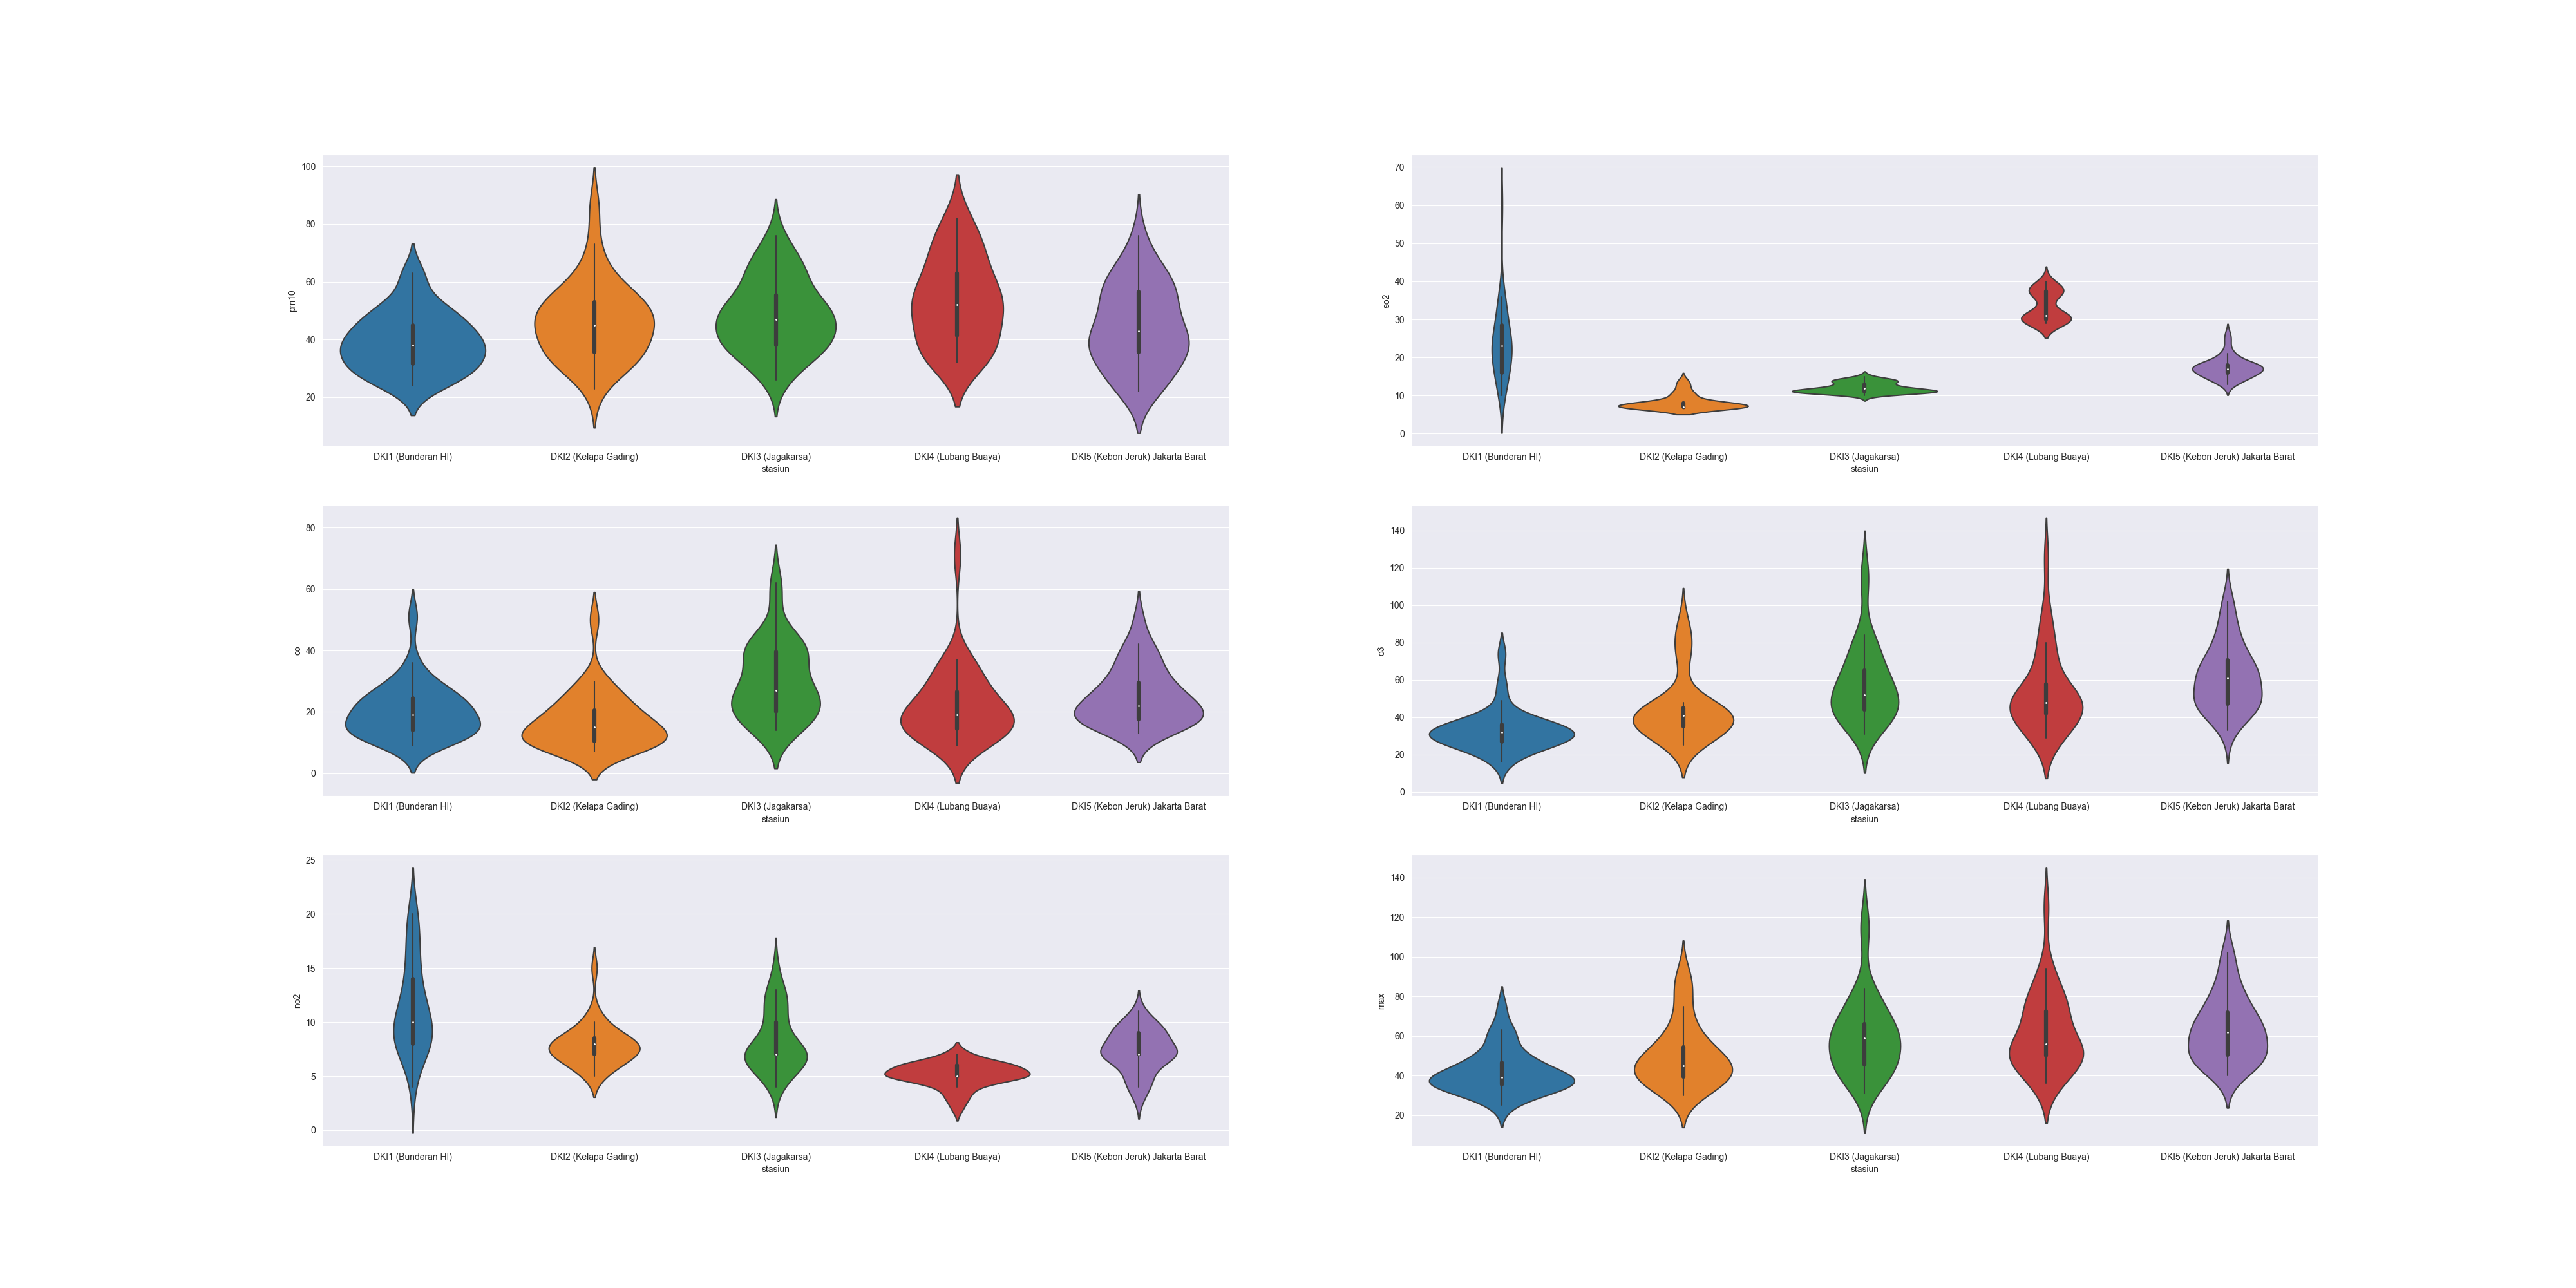 100
80
60
40
20
pm10
DKI1 (Bunderan HI) DKI2 (Kelapa Gading) DKI3 (Jagakarsa) DKI4 (Lubang Buaya) DKI5 (Kebon Jeruk) Jakarta Barat
stasiun
70
60
50
40
30
20
10
0
so2
DKI1 (Bunderan HI) DKI2 (Kelapa Gading) DKI3 (Jagakarsa) DKI4 (Lubang Buaya) DKI5 (Kebon Jeruk) Jakarta Barat
stasiun
80
60
40
20
0
co
DKI1 (Bunderan HI) DKI2 (Kelapa Gading) DKI3 (Jagakarsa) DKI4 (Lubang Buaya) DKI5 (Kebon Jeruk) Jakarta Barat
stasiun
140
120
100
80
60
40
20
0
o3
DKI1 (Bunderan HI) DKI2 (Kelapa Gading) DKI3 (Jagakarsa) DKI4 (Lubang Buaya) DKI5 (Kebon Jeruk) Jakarta Barat
stasiun
25
20
15
10
5
0
no2
DKI1 (Bunderan HI) DKI2 (Kelapa Gading) DKI3 (Jagakarsa) DKI4 (Lubang Buaya) DKI5 (Kebon Jeruk) Jakarta Barat
stasiun
140
120
100
80
60
40
20
max
DKI1 (Bunderan HI) DKI2 (Kelapa Gading) DKI3 (Jagakarsa) DKI4 (Lubang Buaya) DKI5 (Kebon Jeruk) Jakarta Barat
stasiun